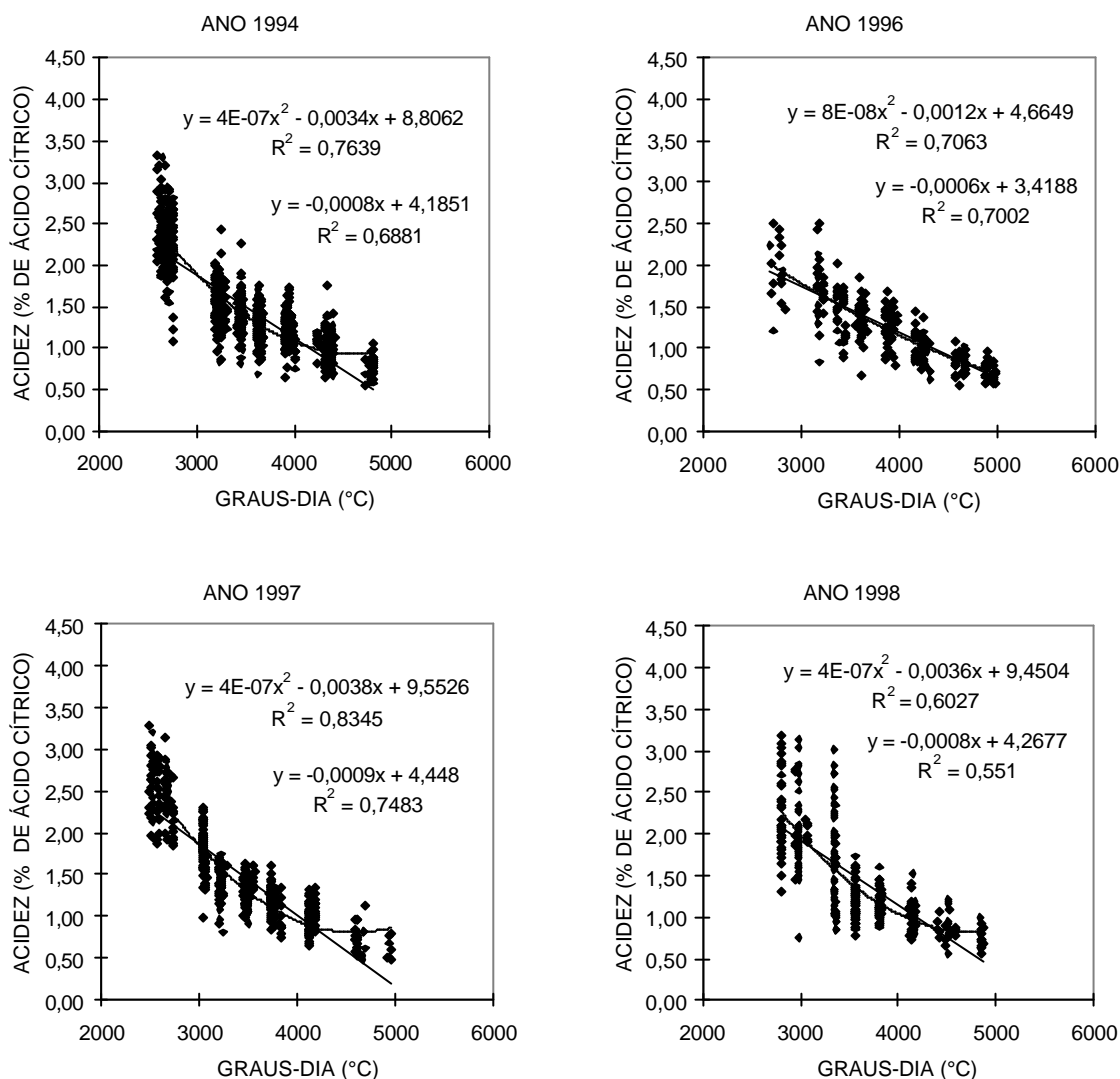 ANO 1994
ACIDEZ (% DE ÁCIDO CÍTRICO)
4,50
4,00
3,50
3,00
2,50
2,00
1,50
1,00
0,50
0,00
y = 4E-07x² - 0,0034x + 8,8062
R² = 0,7639
y = -0,0008x + 4,1851
R² = 0,6881
2000 3000 4000 5000 6000
GRAUS-DIA (°C)
ANO 1996
ACIDEZ (% DE ÁCIDO CÍTRICO)
4,50
4,00
3,50
3,00
2,50
2,00
1,50
1,00
0,50
0,00
y = 8E-08x² - 0,0012x + 4,6649
R² = 0,7063
y = -0,0006x + 3,4188
R² = 0,7002
2000 3000 4000 5000 6000
GRAUS-DIA (°C)
ANO 1997
ACIDEZ (% DE ÁCIDO CÍTRICO)
4,50
4,00
3,50
3,00
2,50
2,00
1,50
1,00
0,50
0,00
y = 4E-07x² - 0,0038x + 9,5526
R² = 0,8345
y = -0,0009x + 4,448
R² = 0,7483
2000 3000 4000 5000 6000
GRAUS-DIA (°C)
ANO 1998
ACIDEZ (% DE ÁCIDO CÍTRICO)
4,50
4,00
3,50
3,00
2,50
2,00
1,50
1,00
0,50
0,00
y = 4E-07x² - 0,0036x + 9,4504
R² = 0,6027
y = -0,0008x + 4,2677
R² = 0,551
2000 3000 4000 5000 6000
GRAUS-DIA (°C)